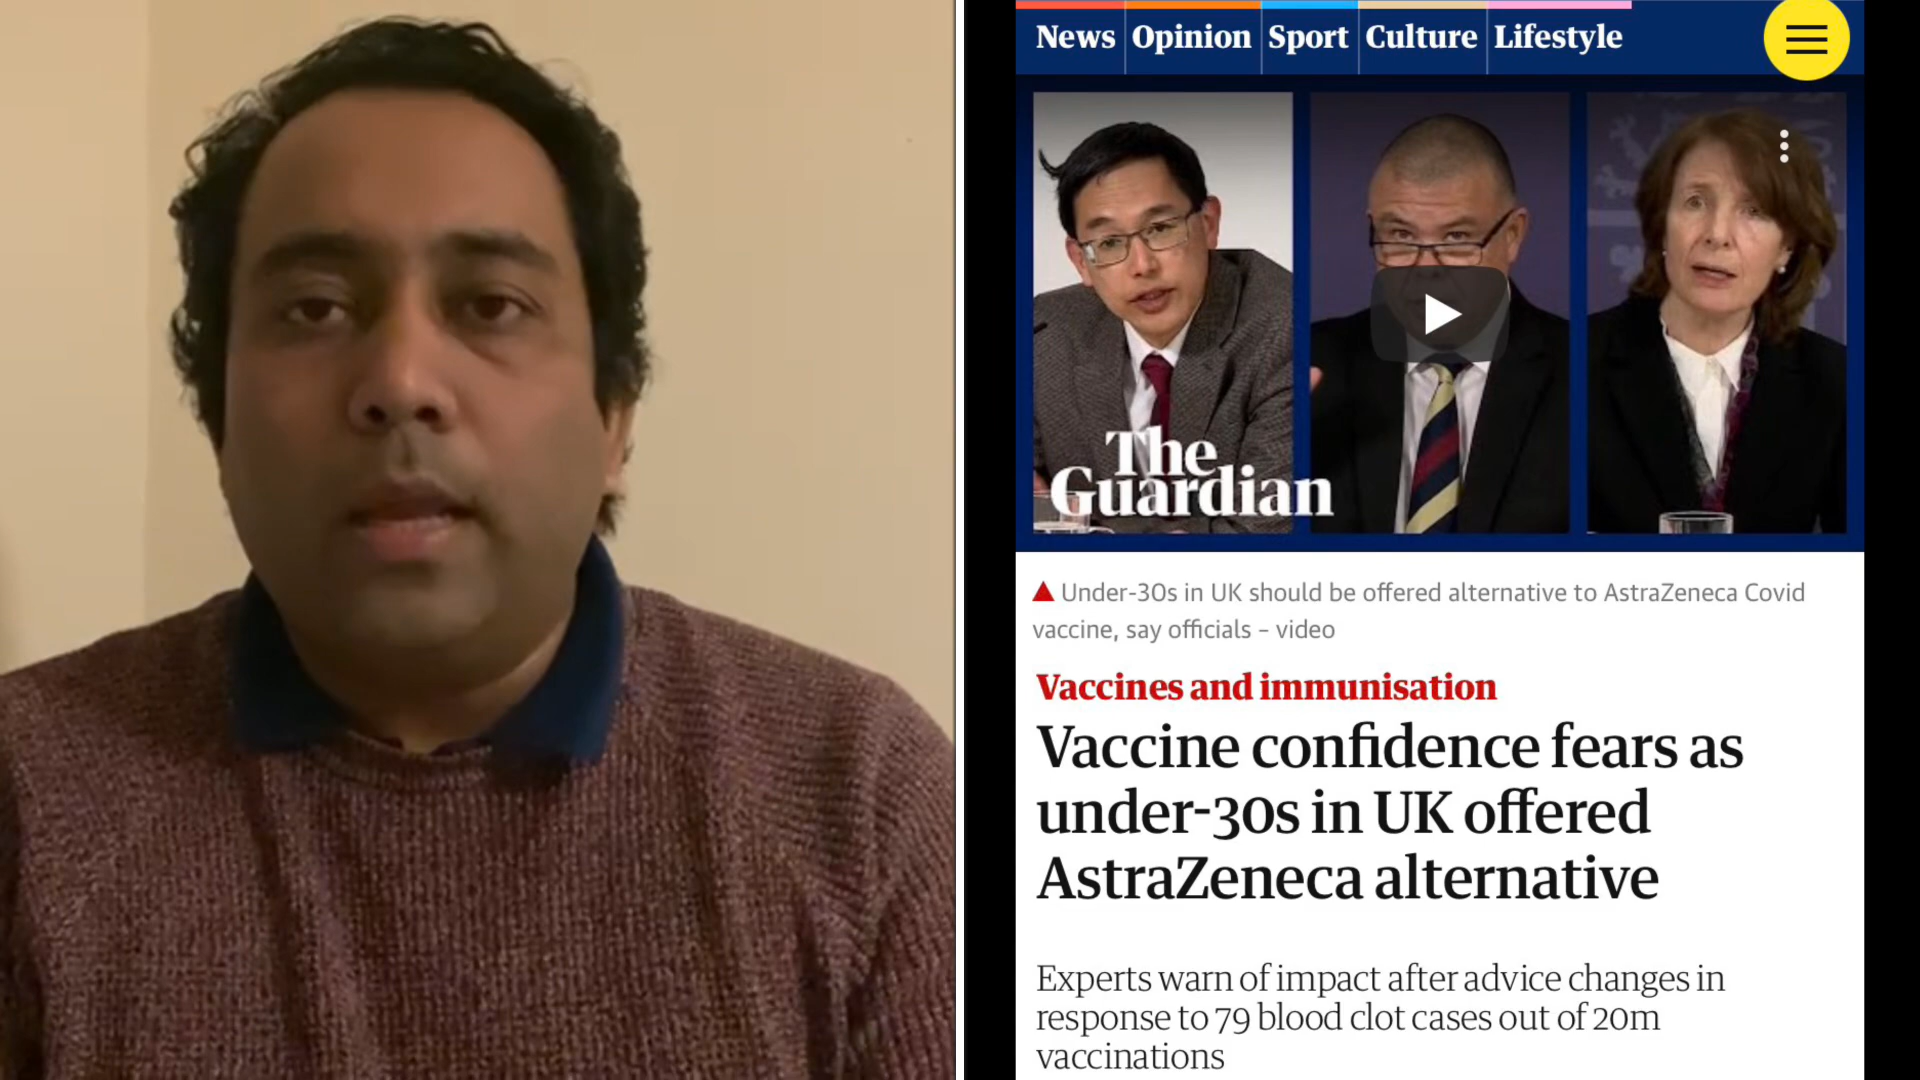 News Opinion Sport Culture Lifestyle
The
Guardian
Under-30s in UK should be offered alternative to AstraZeneca Covid
vaccine, say officials – video
Vaccines and immunisation
Vaccine confidence fears as
under-30s in UK offered
AstraZeneca alternative
Experts warn of impact after advice changes in
response to 79 blood clot cases out of 20m
vaccinations